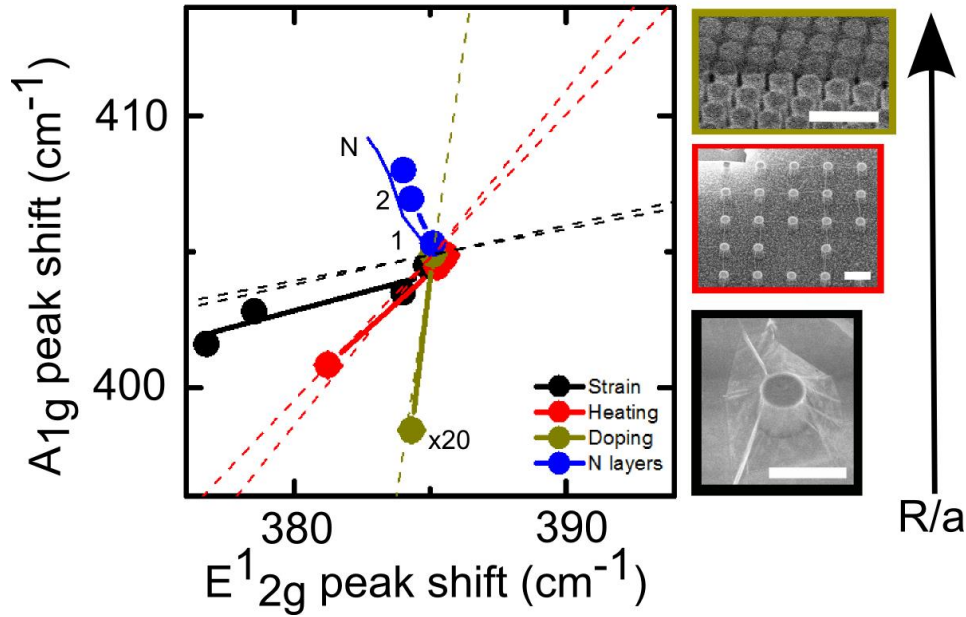 A1g peak shift (cm-1)
410
400
N
2
1
x20
Strain
Heating
Doping
N layers
380
390
E12g peak shift (cm-1)
R/a